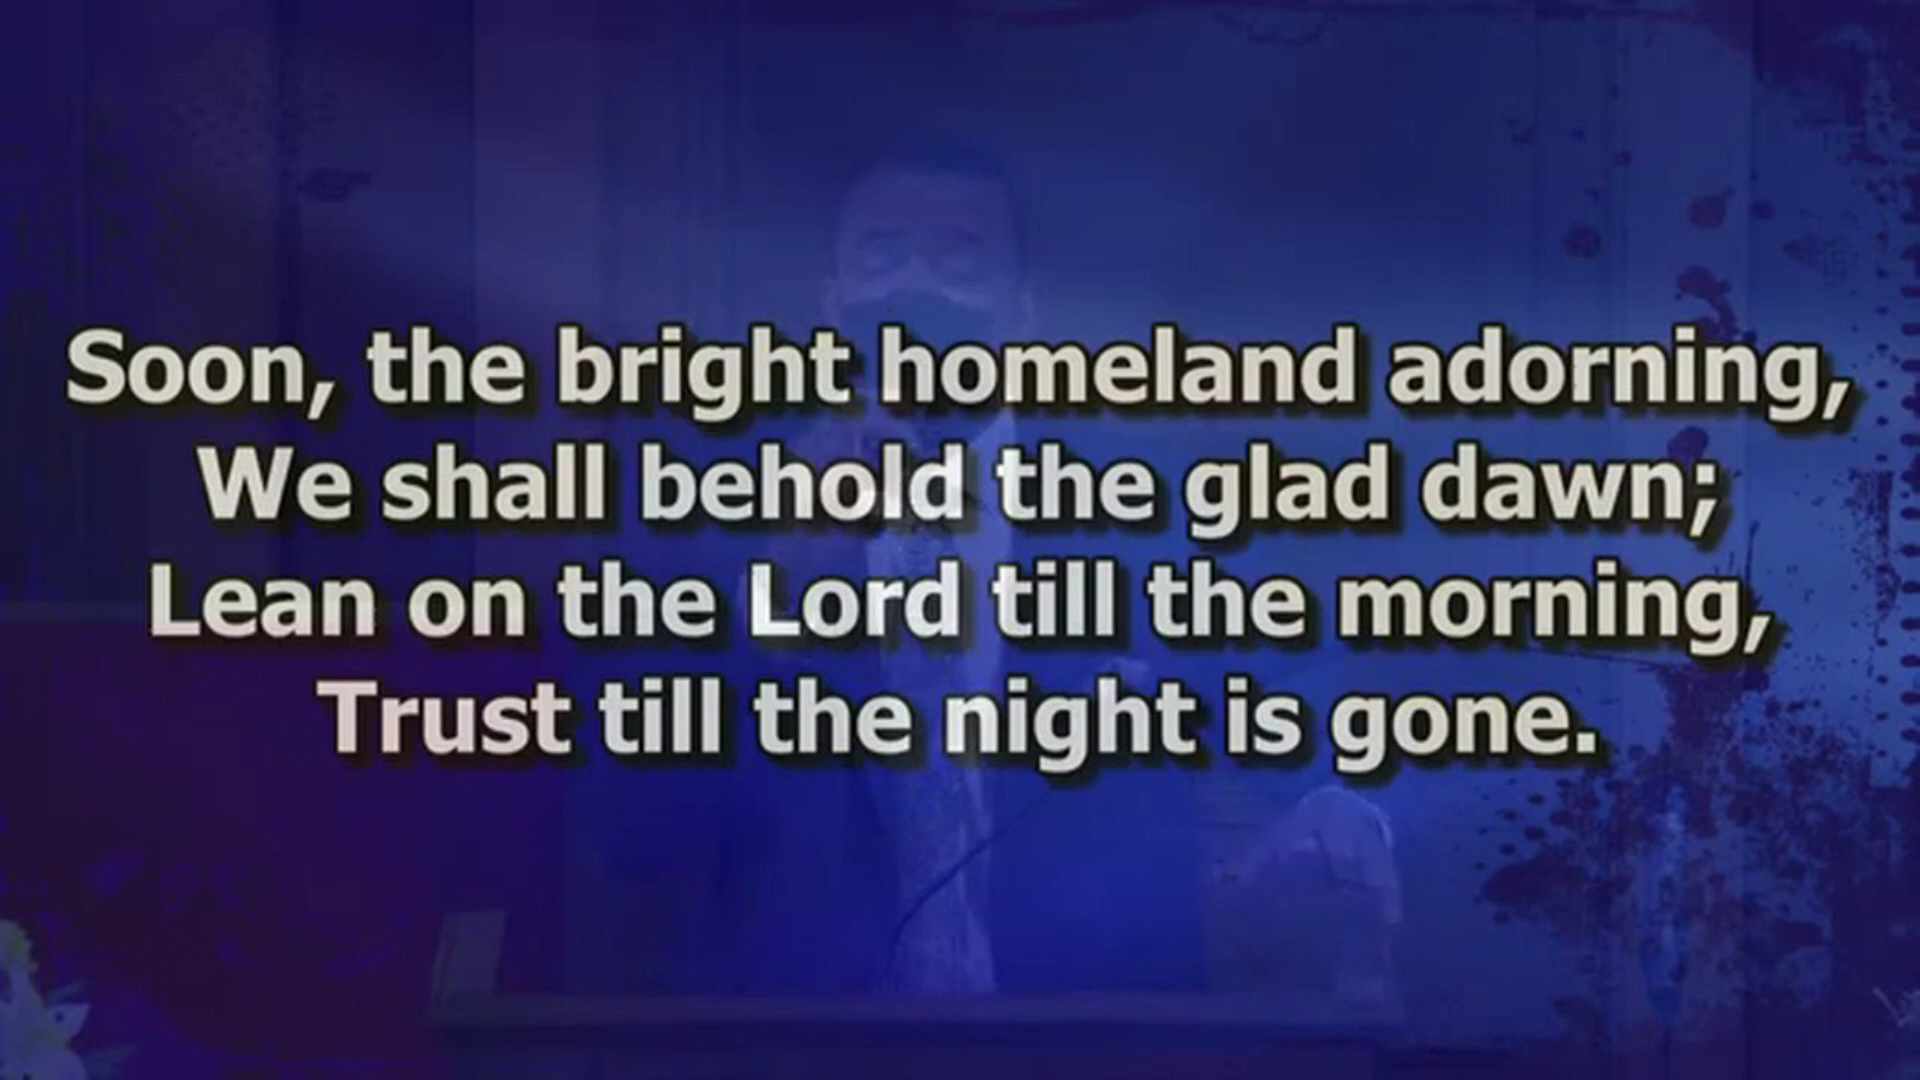 Soon, the bright homeland adorning,
We shall behold the glad dawn;
Lean on the Lord till the morning,
Trust till the night is gone.